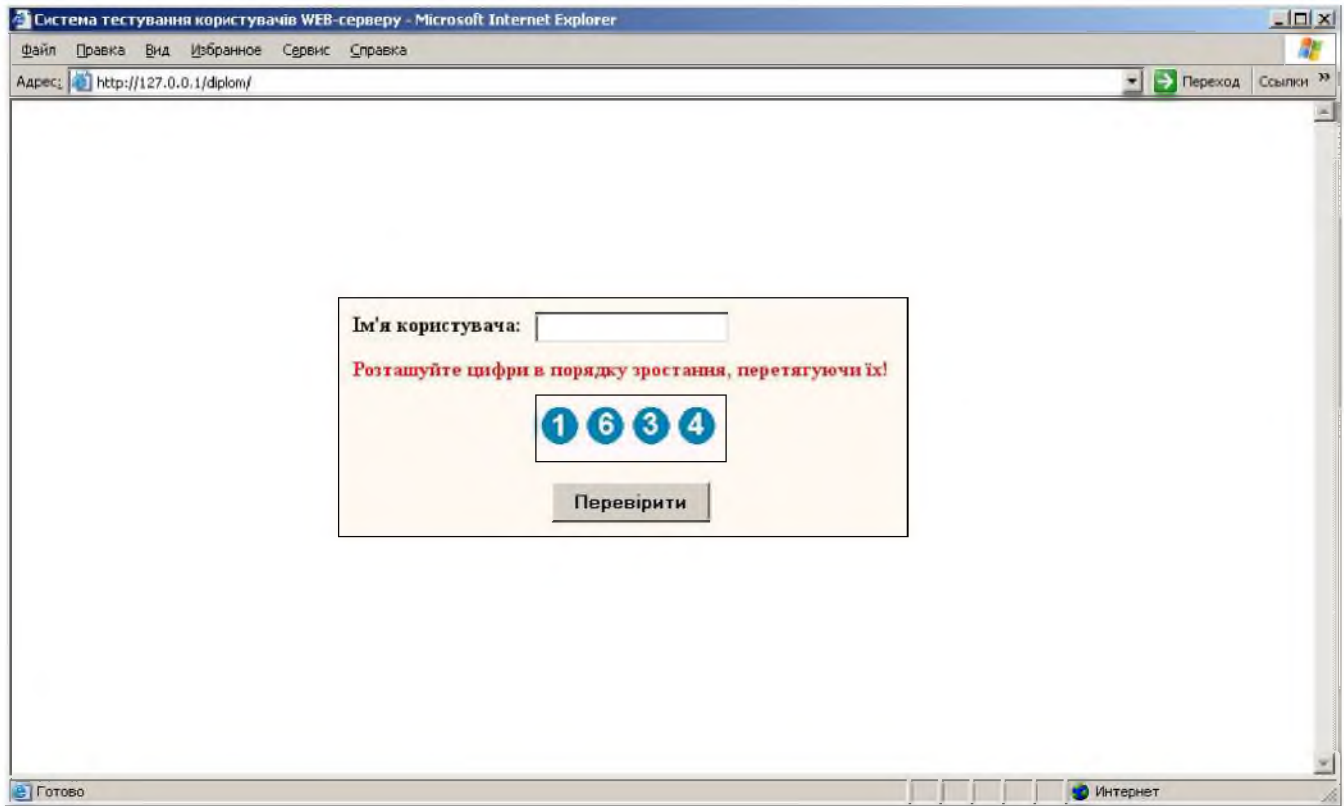 Система тестування користувачів WEB-серверу - Microsoft Internet Explorer
Файл Правка Вид Избранное Сервис Справка
Адрес: http://127.0.0.1/diplom/ Переход Ссылки »
Ім'я користувача:
Розташуйте цифри в порядку зростання, перетягуючи їх!
1 6 3 4
Перевірити
Готово Интернет